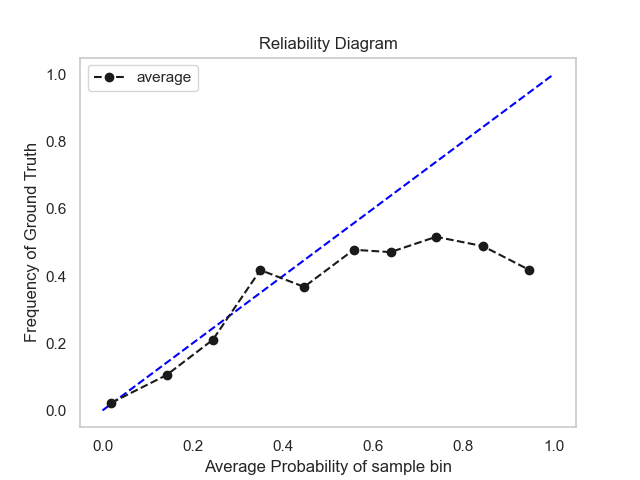 Reliability Diagram
average
Frequency of Ground Truth
1.0
0.8
0.6
0.4
0.2
0.0
0.0 0.2 0.4 0.6 0.8 1.0
Average Probability of sample bin